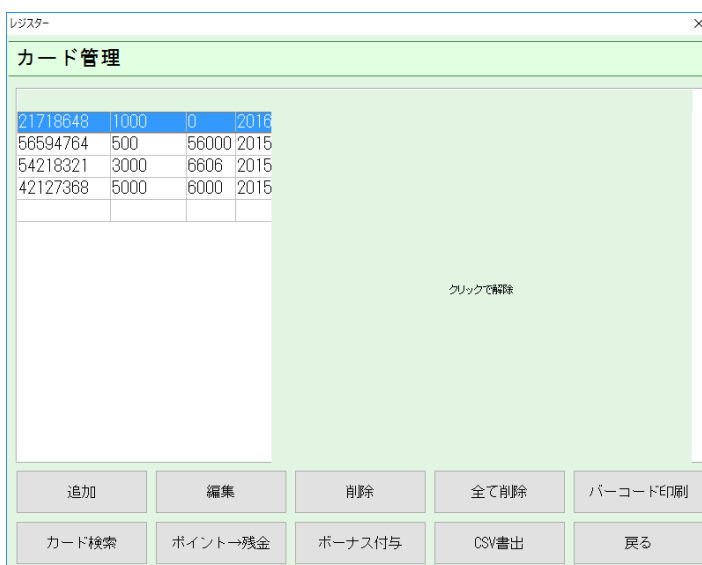 レジスター
カード管理
21718648 1000 0 2016
56594764 500 56000 2015
54218321 3000 6606 2015
42127368 5000 6000 2015
クリックで解除
追加 編集 削除 全て削除 バーコード印刷
カード検索 ポイント→残金 ボーナス付与 CSV書出 戻る